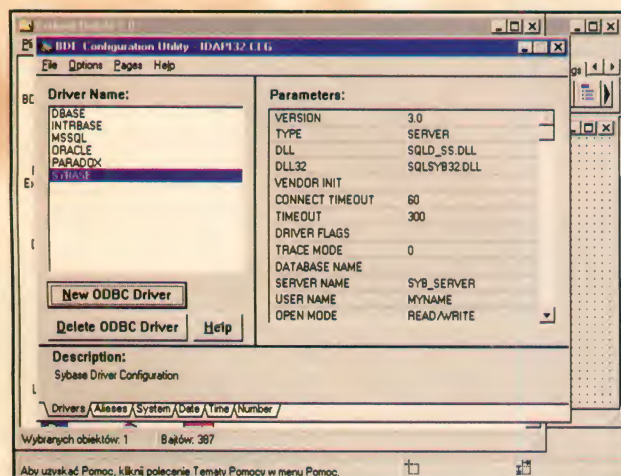 BDE Configuration Utility - IDAPI32.CFG
File Options Pages Help
Driver Name:
DBASE
INTRBASE
MSSQL
ORACLE
PARADOX
SYBASE
New ODBC Driver
Delete ODBC Driver Help
Parameters:
VERSION 3.0
TYPE SERVER
DLL SQLD_SS.DLL
DLL32 SQLSYB32.DLL
VENDOR INIT
CONNECT TIMEOUT 60
TIMEOUT 300
DRIVER FLAGS
TRACE MODE 0
DATABASE NAME
SERVER NAME SYB_SERVER
USER NAME MYNAME
OPEN MODE READ/WRITE
Description:
Sybase Driver Configuration
Drivers Aliases System Date Time Number
Wybranych obiektów: 1 Bajtów: 387
Aby uzyskać Pomoc, kliknij polecenie Tematy Pomocy w menu Pomoc.